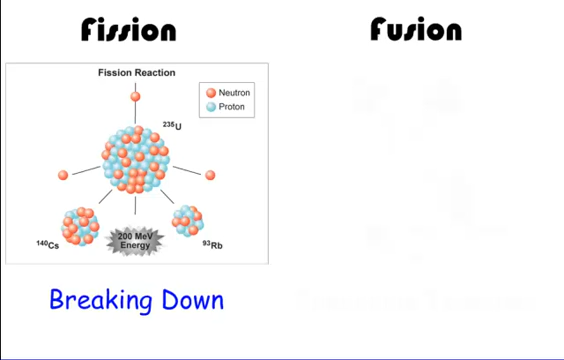 Fission
Fusion
Fission Reaction
Neutron
Proton
²³⁵U
¹⁴⁰Cs
200 MeV
Energy
⁹³Rb
Breaking Down